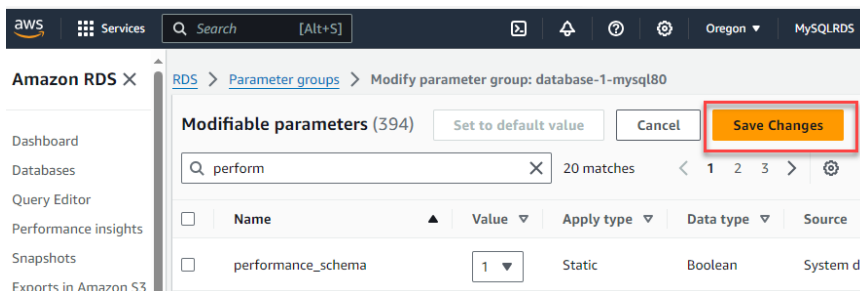 aws Services Search [Alt+S] Oregon MySQLRDS
Amazon RDS
RDS > Parameter groups > Modify parameter group: database-1-mysql80
Modifiable parameters (394) Set to default value Cancel Save Changes
Dashboard
Databases
perform 20 matches 1 2 3
Query Editor
Performance insights
Name Value Apply type Data type Source
Snapshots
performance_schema 1 Static Boolean System d
Exports in Amazon S3